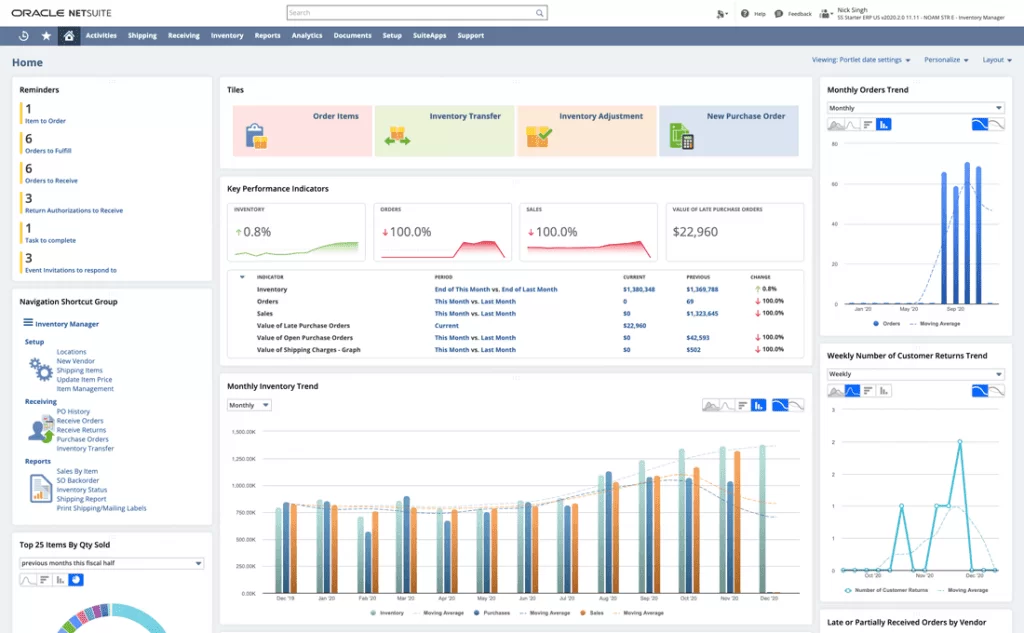 ORACLE NETSUITE
Search
Help
Feedback
Nick Singh
SS Starter ERP US v2020.2.0 11.11 - NOAM STR E - Inventory Manager
Activities Shipping Receiving Inventory Reports Analytics Documents Setup SuiteApps Support
Home
Viewing: Portlet date settings
Personalize
Layout
Reminders
1
Item to Order
6
Orders to Fulfill
6
Orders to Receive
3
Return Authorizations to Receive
1
Task to complete
3
Event Invitations to respond to
Navigation Shortcut Group
Inventory Manager
Setup
Locations
New Vendor
Shipping Items
Update Item Price
Item Management
Receiving
PO History
Receive Orders
Receive Returns
Purchase Orders
Inventory Transfer
Reports
Sales By Item
SO Backorder
Inventory Status
Shipping Report
Print Shipping/Mailing Labels
Top 25 Items By Qty Sold
previous months this fiscal half
Tiles
Order Items
Inventory Transfer
Inventory Adjustment
New Purchase Order
Key Performance Indicators
INVENTORY
0.8%
ORDERS
100.0%
SALES
100.0%
VALUE OF LATE PURCHASE ORDERS
$22,960
INDICATOR PERIOD CURRENT PREVIOUS CHANGE
Inventory End of This Month vs. End of Last Month $1,380,348 $1,369,788 0.8%
Orders This Month vs. Last Month 0 69 100.0%
Sales This Month vs. Last Month $0 $1,323,645 100.0%
Value of Late Purchase Orders Current $22,960
Value of Open Purchase Orders This Month vs. Last Month $0 $42,593 100.0%
Value of Shipping Charges - Graph This Month vs. Last Month $0 $502 100.0%
Monthly Inventory Trend
Monthly
1,500.00K
1,250.00K
1,000.00K
750.00K
500.00K
250.00K
0.00K
Dec '19 Jan '20 Feb '20 Mar '20 Apr '20 May '20 Jun '20 Jul '20 Aug '20 Sep '20 Oct '20 Nov '20 Dec '20
Inventory Moving Average Purchases Moving Average Sales Moving Average
Monthly Orders Trend
Monthly
80
60
40
20
0
Jan '20 May '20 Sep '20
Orders Moving Average
Weekly Number of Customer Returns Trend
Weekly
3
2
2
1
1
0
Oct '20 Nov '20 Dec '20
Number of Customer Returns Moving Average
Late or Partially Received Orders by Vendor